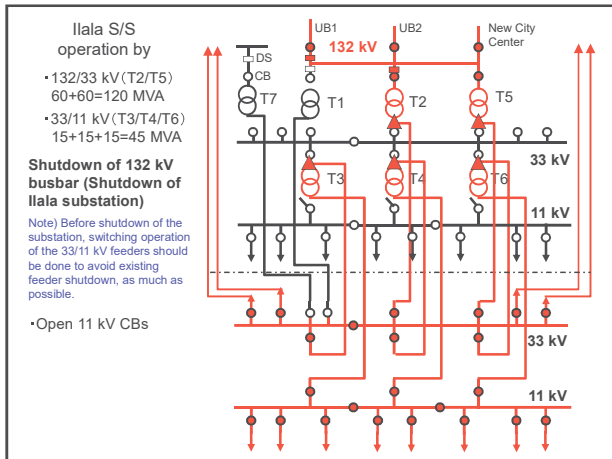 Ilala S/S
operation by
▪132/33 kV(T2/T5)
60+60=120 MVA
▪33/11 kV(T3/T4/T6)
15+15+15=45 MVA
Shutdown of 132 kV
busbar (Shutdown of
Ilala substation)
Note) Before shutdown of the
substation, switching operation
of the 33/11 kV feeders should
be done to avoid existing
feeder shutdown, as much as
possible.
▪Open 11 kV CBs
UB1
UB2
New City
Center
132 kV
DS
CB
T7
T1
T2
T5
33 kV
T3
T4
T6
11 kV
33 kV
11 kV